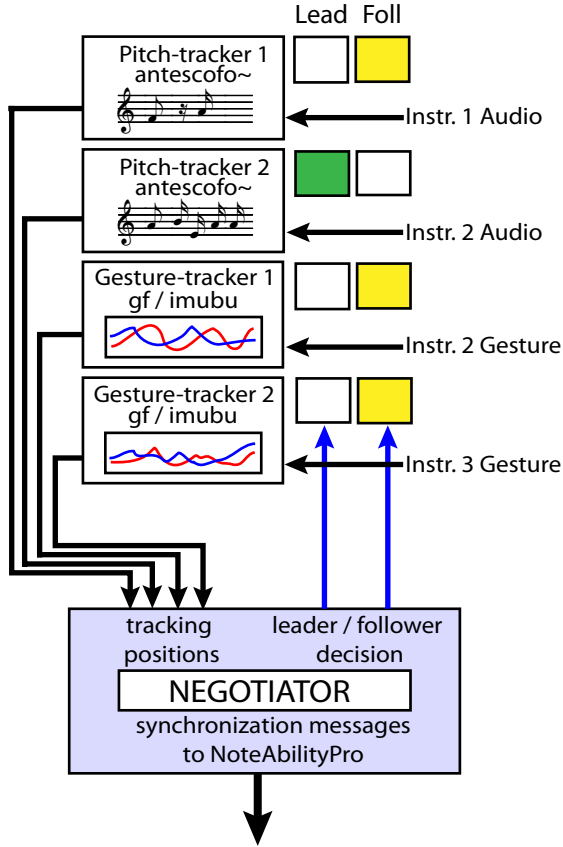 Lead Foll
Pitch-tracker 1
antescofo~
Instr. 1 Audio
Pitch-tracker 2
antescofo~
Instr. 2 Audio
Gesture-tracker 1
gf / imubu
Instr. 2 Gesture
Gesture-tracker 2
gf / imubu
Instr. 3 Gesture
tracking
positions
leader / follower
decision
NEGOTIATOR
synchronization messages
to NoteAbilityPro